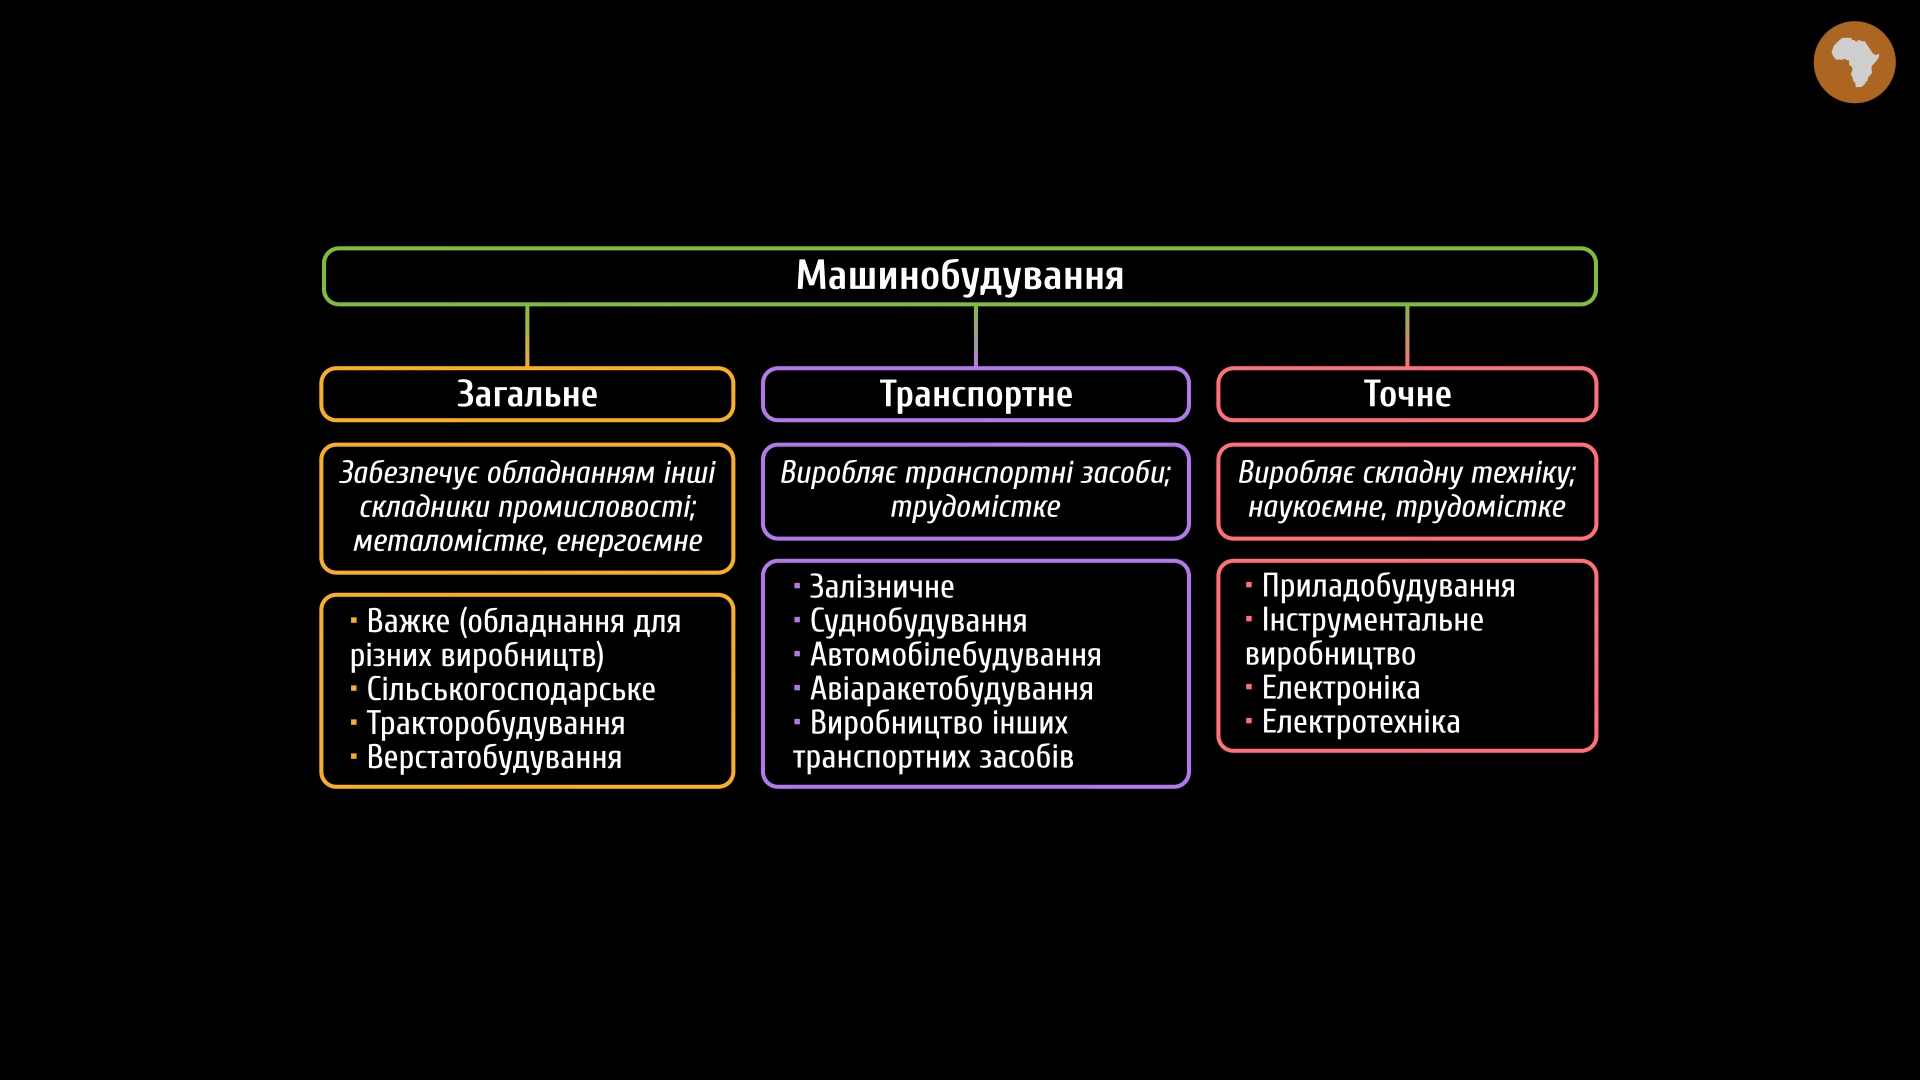 Машинобудування
Загальне
Забезпечує обладнанням інші
складники промисловості;
металомістке, енергоємне
▪ Важке (обладнання для
різних виробництв)
▪ Сільськогосподарське
▪ Тракторобудування
▪ Верстатобудування
Транспортне
Виробляє транспортні засоби;
трудомістке
▪ Залізничне
▪ Суднобудування
▪ Автомобілебудування
▪ Авіаракетобудування
▪ Виробництво інших
транспортних засобів
Точне
Виробляє складну техніку;
наукоємне, трудомістке
▪ Приладобудування
▪ Інструментальне
виробництво
▪ Електроніка
▪ Електротехніка